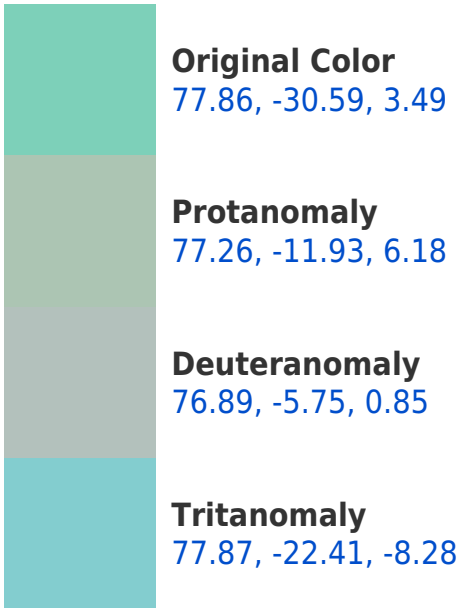 Original Color
77.86, -30.59, 3.49
Protanomaly
77.26, -11.93, 6.18
Deuteranomaly
76.89, -5.75, 0.85
Tritanomaly
77.87, -22.41, -8.28